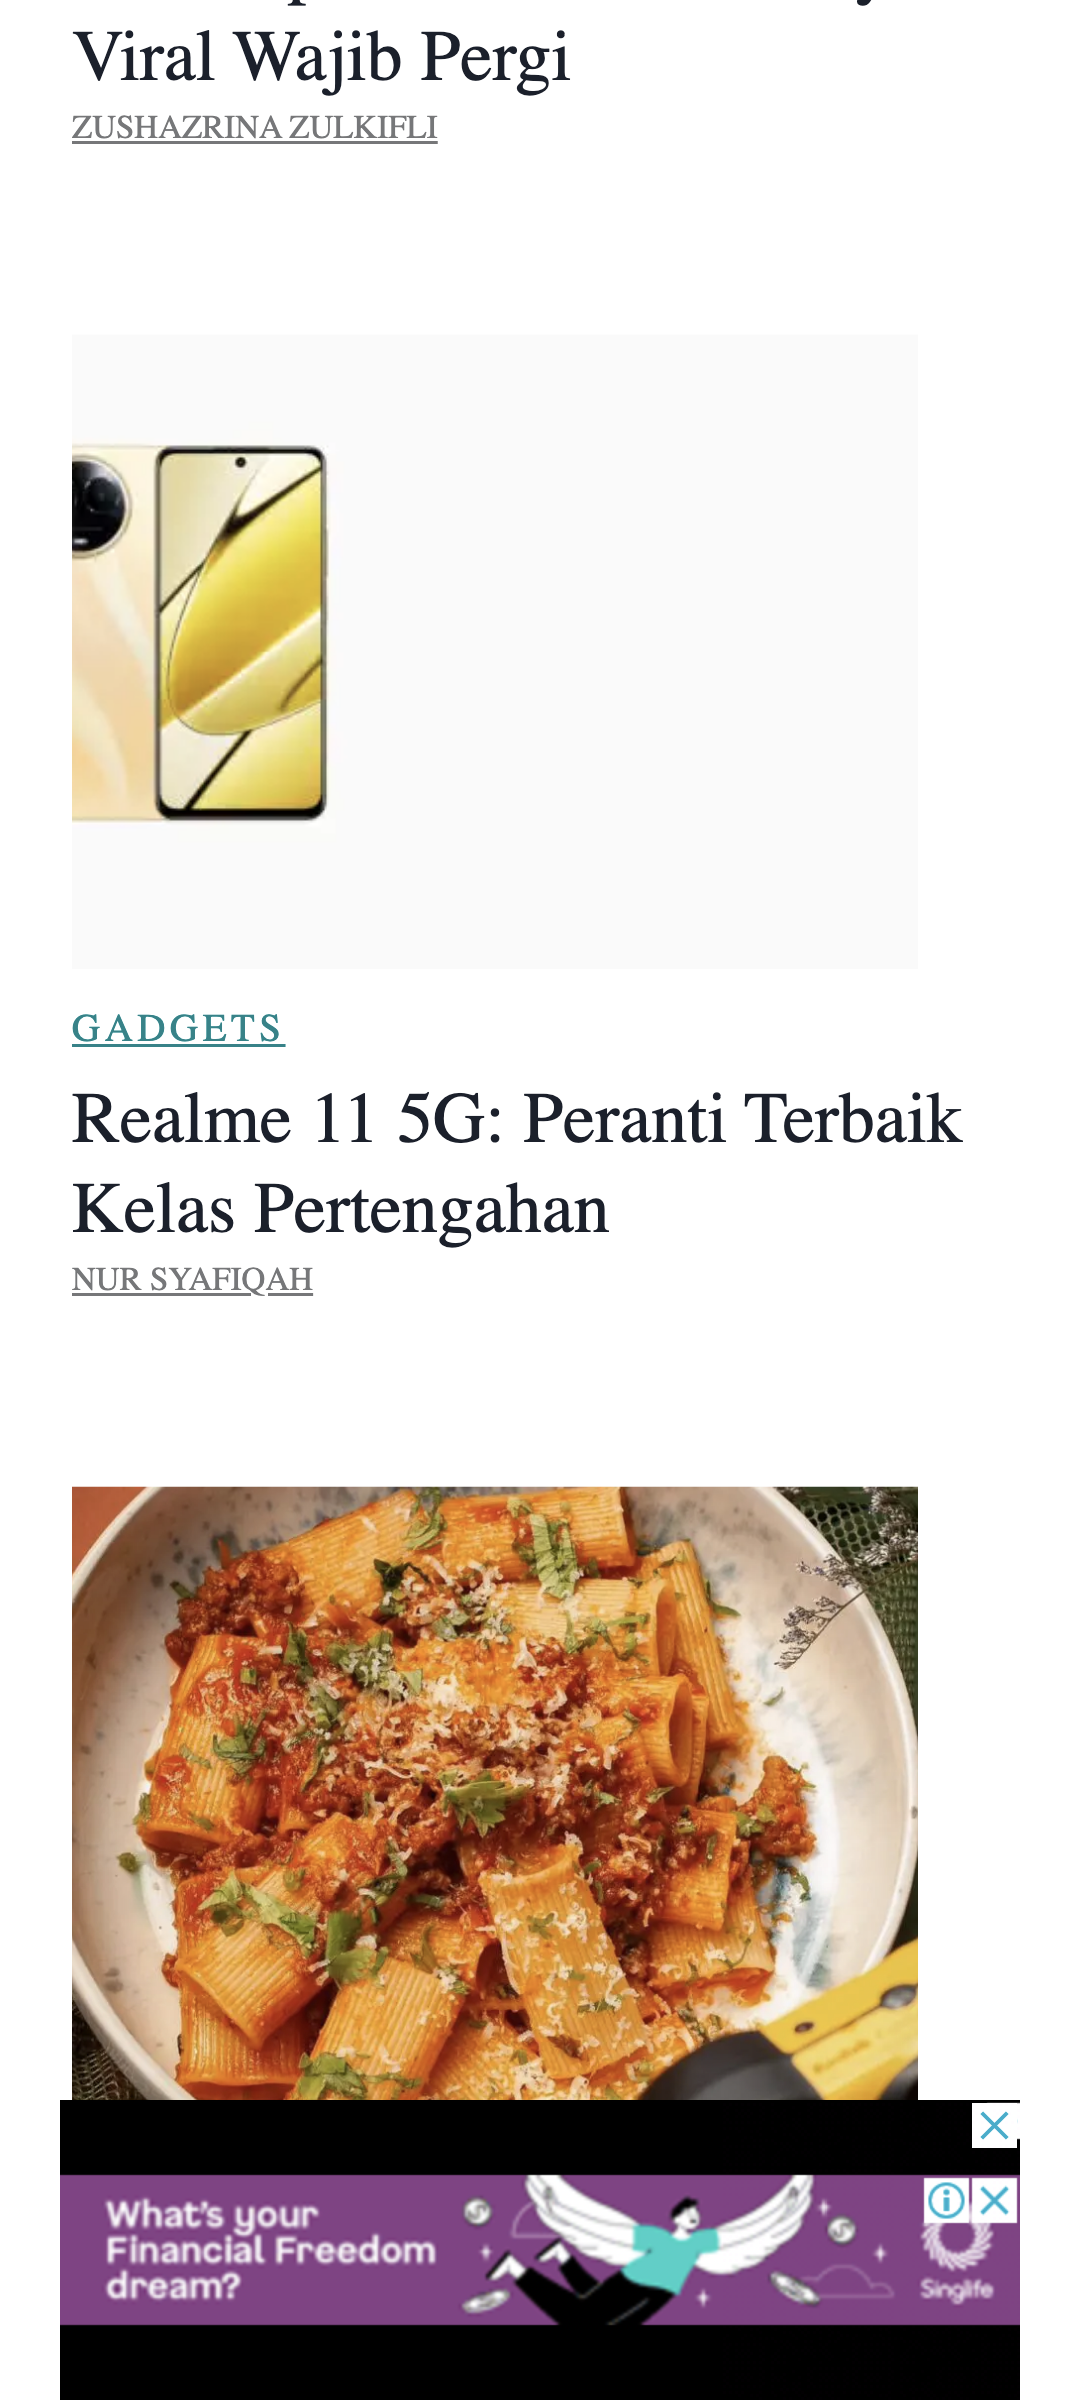 Viral Wajib Pergi
ZUSHAZRINA ZULKIFLI
GADGETS
Realme 11 5G: Peranti Terbaik
Kelas Pertengahan
NUR SYAFIQAH
What's your
Financial Freedom
dream?
Singlife